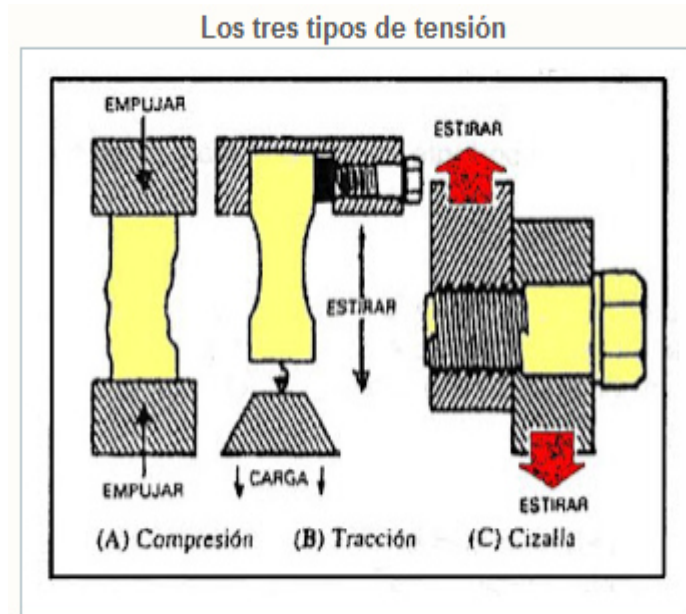 Los tres tipos de tensión
EMPUJAR
ESTIRAR
ESTIRAR
EMPUJAR
CARGA
ESTIRAR
(A) Compresión (B) Tracción (C) Cizalla